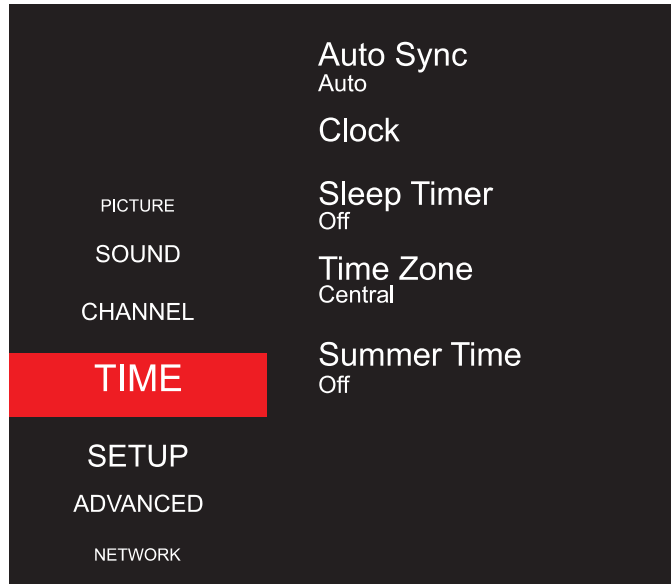 PICTURE
SOUND
CHANNEL
TIME
SETUP
ADVANCED
NETWORK
Auto Sync
Auto
Clock
Sleep Timer
Off
Time Zone
Central
Summer Time
Off